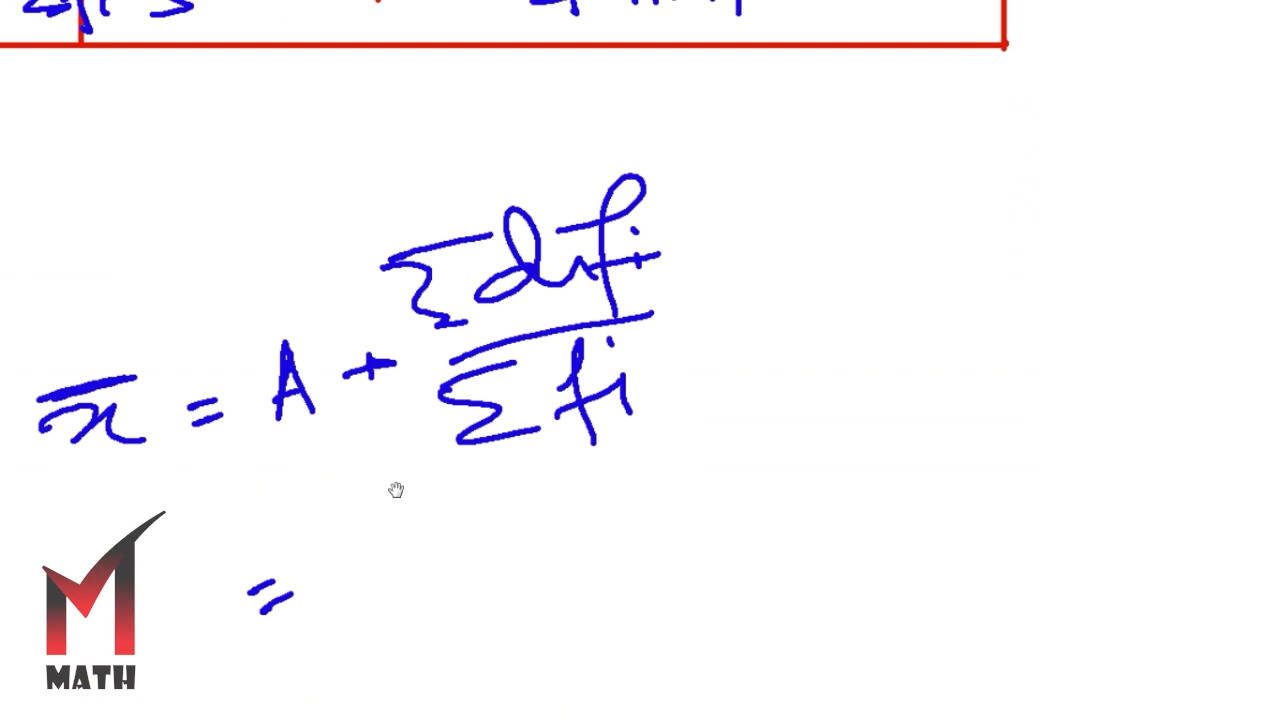 x̄ = A + Σdifi / Σfi
=
MATH